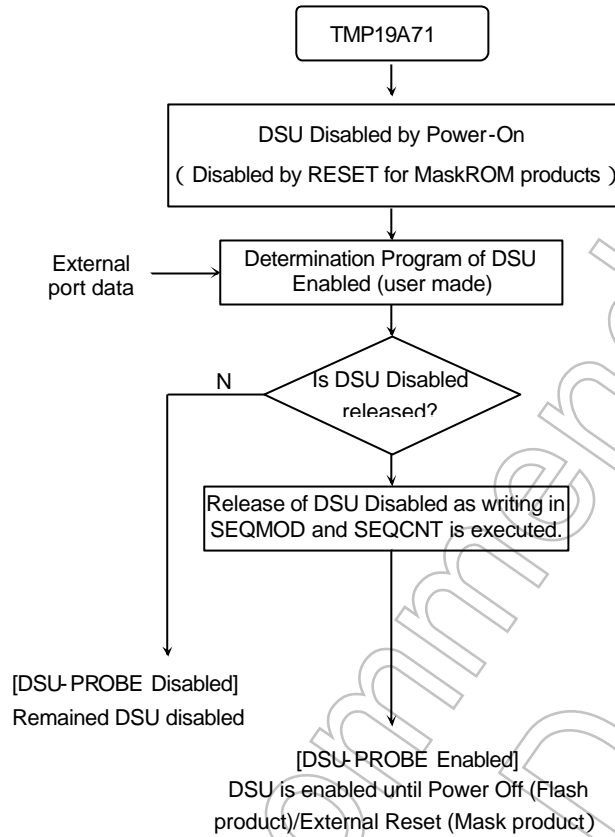 TMP19A71
DSU Disabled by Power-On
( Disabled by RESET for MaskROM products )
External
port data
Determination Program of DSU
Enabled (user made)
N
Is DSU Disabled
released?
Release of DSU Disabled as writing in
SEQMOD and SEQCNT is executed.
[DSU-PROBE Disabled]
Remained DSU disabled
[DSU-PROBE Enabled]
DSU is enabled until Power Off (Flash
product)/External Reset (Mask product)